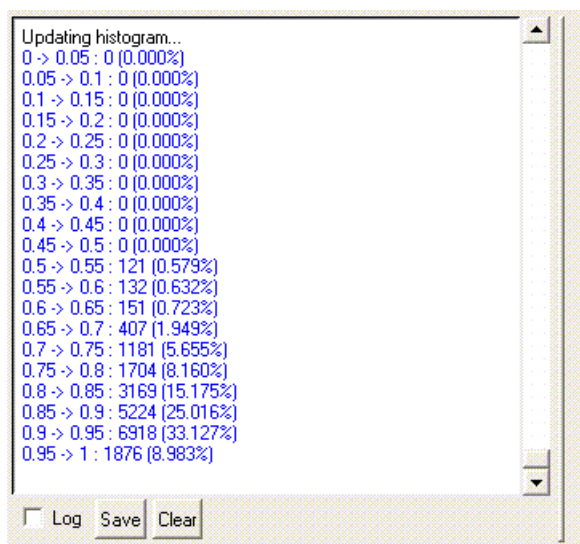 Updating histogram...
0 -> 0.05 : 0 (0.000%)
0.05 -> 0.1 : 0 (0.000%)
0.1 -> 0.15 : 0 (0.000%)
0.15 -> 0.2 : 0 (0.000%)
0.2 -> 0.25 : 0 (0.000%)
0.25 -> 0.3 : 0 (0.000%)
0.3 -> 0.35 : 0 (0.000%)
0.35 -> 0.4 : 0 (0.000%)
0.4 -> 0.45 : 0 (0.000%)
0.45 -> 0.5 : 0 (0.000%)
0.5 -> 0.55 : 121 (0.579%)
0.55 -> 0.6 : 132 (0.632%)
0.6 -> 0.65 : 151 (0.723%)
0.65 -> 0.7 : 407 (1.949%)
0.7 -> 0.75 : 1181 (5.655%)
0.75 -> 0.8 : 1704 (8.160%)
0.8 -> 0.85 : 3169 (15.175%)
0.85 -> 0.9 : 5224 (25.016%)
0.9 -> 0.95 : 6918 (33.127%)
0.95 -> 1 : 1876 (8.983%)
Log Save Clear